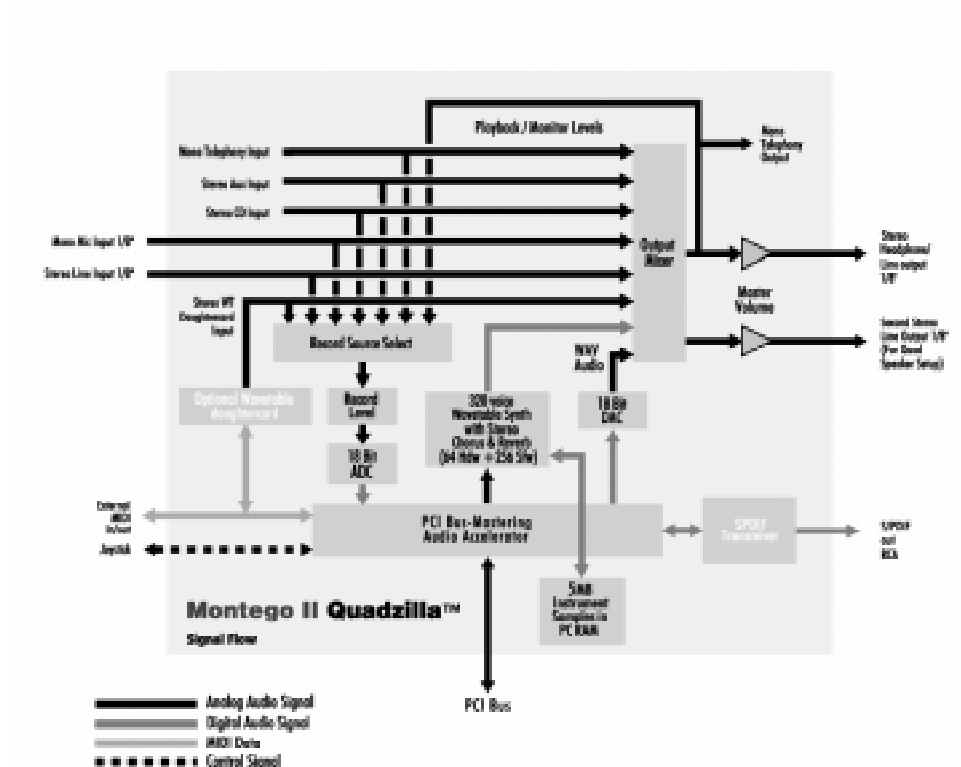 Playback / Monitor Levels
Mono Telephony Input
Stereo Aux Input
Stereo CD Input
Mono Mic Input 1/8"
Stereo Line Input 1/8"
Stereo WT
Daughtercard
Input
Mono
Telephony
Output
Output
Mixer
Stereo
Headphone/
Line output
1/8"
Master
Volume
Second Stereo
Line Output 1/8"
(For Quad
Speaker Setup)
Record Source Select
WAV
Audio
Optional Wavetable
daughtercard
Record
Level
18 Bit
ADC
320 voice
Wavetable Synth
with Stereo
Chorus & Reverb
(64 Hdw + 256 Sfw)
18 Bit
DAC
External
MIDI
in/out
Joystick
PCI Bus-Mastering
Audio Accelerator
SPDIF
Transceiver
S/PDIF
out
RCA
5MB
Instrument
Samples in
PC RAM
Montego II Quadzilla™
Signal Flow
PCI Bus
Analog Audio Signal
Digital Audio Signal
MIDI Data
Control Signal